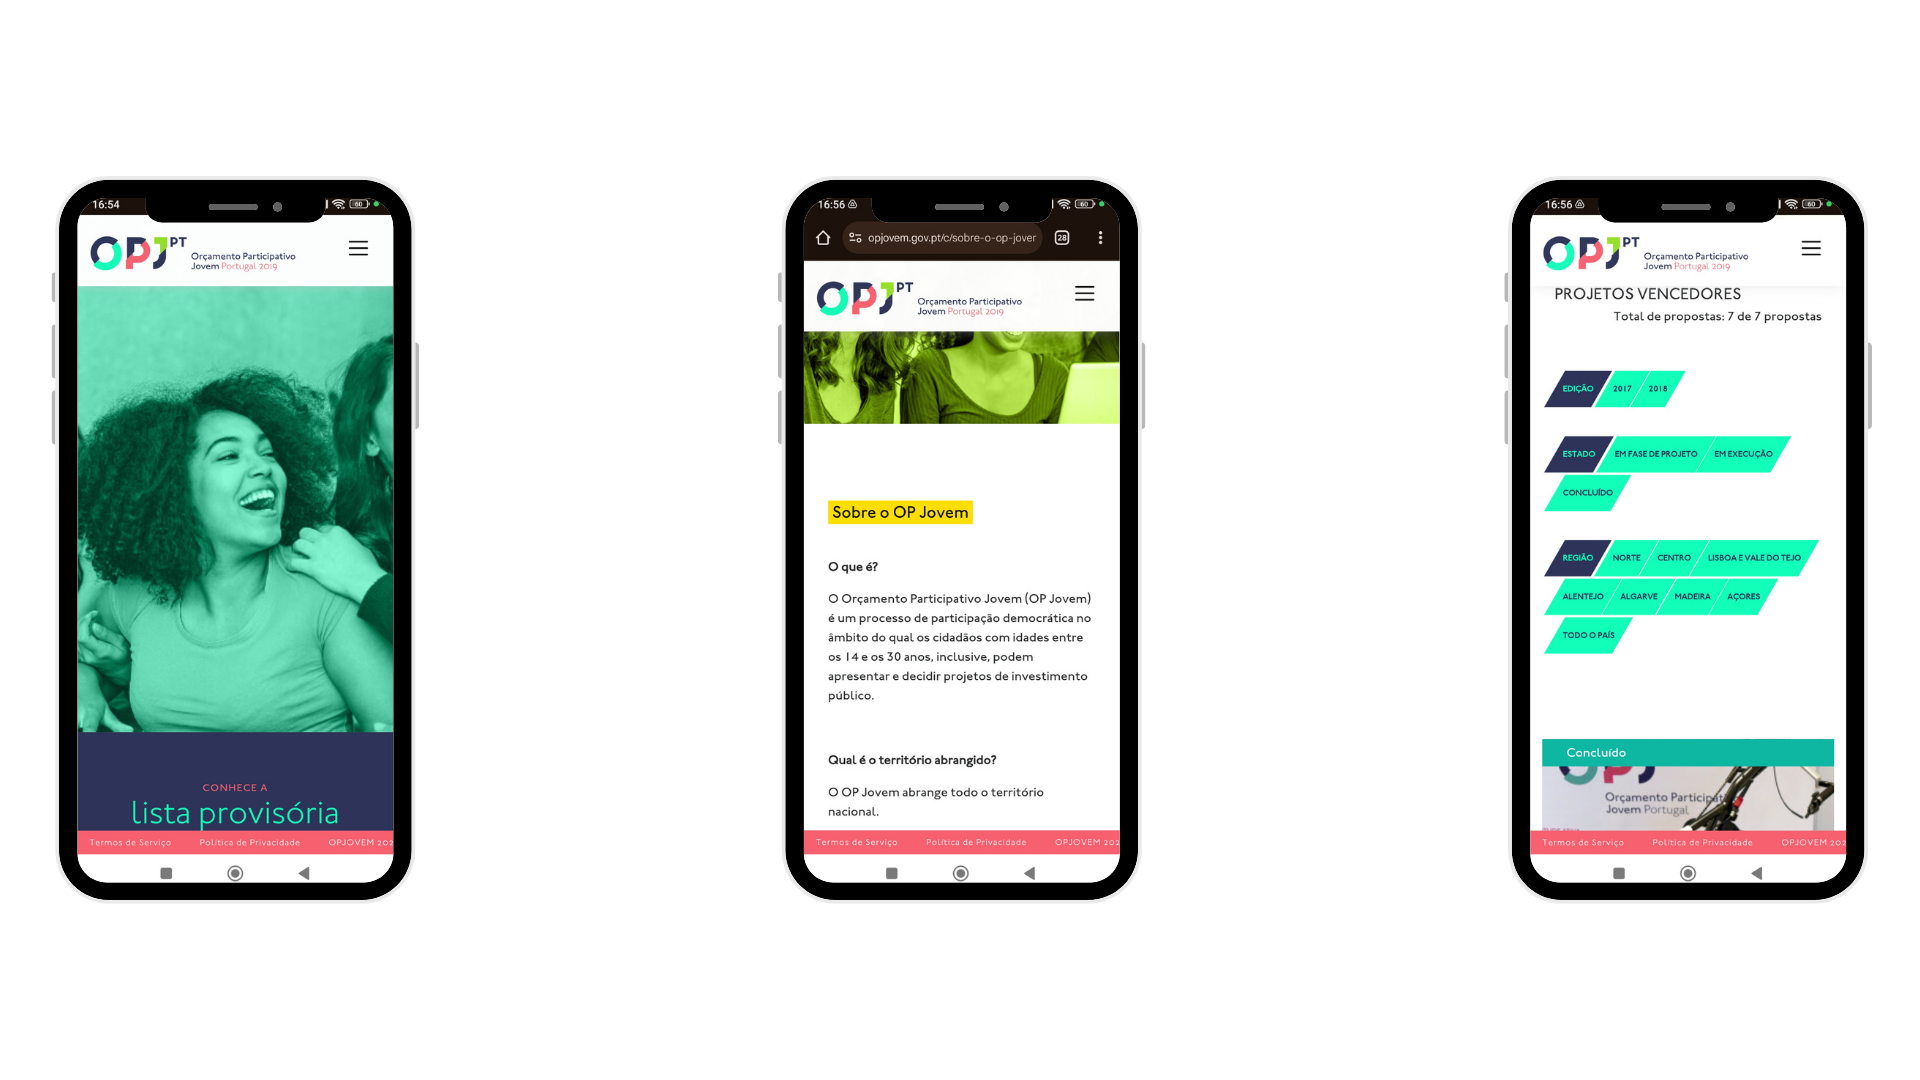 16:54
60
OPJ PT
Orçamento Participativo
Jovem Portugal 2019
CONHECE A
lista provisória
Termos de Serviço Política de Privacidade OPJOVEM 202
16:56
60
opjovem.gov.pt/c/sobre-o-op-jover
28
OPJ PT
Orçamento Participativo
Jovem Portugal 2019
Sobre o OP Jovem
O que é?
O Orçamento Participativo Jovem (OP Jovem)
é um processo de participação democrática no
âmbito do qual os cidadãos com idades entre
os 14 e os 30 anos, inclusive, podem
apresentar e decidir projetos de investimento
público.
Qual é o território abrangido?
O OP Jovem abrange todo o território
nacional.
Termos de Serviço Política de Privacidade OPJOVEM 202
16:56
60
OPJ PT
Orçamento Participativo
Jovem Portugal 2019
PROJETOS VENCEDORES
Total de propostas: 7 de 7 propostas
EDIÇÃO 2017 2018
ESTADO EM FASE DE PROJETO EM EXECUÇÃO
CONCLUÍDO
REGIÃO NORTE CENTRO LISBOA E VALE DO TEJO
ALENTEJO ALGARVE MADEIRA AÇORES
TODO O PAÍS
Concluído
Orçamento Participati
Jovem Portugal
Termos de Serviço Política de Privacidade OPJOVEM 202